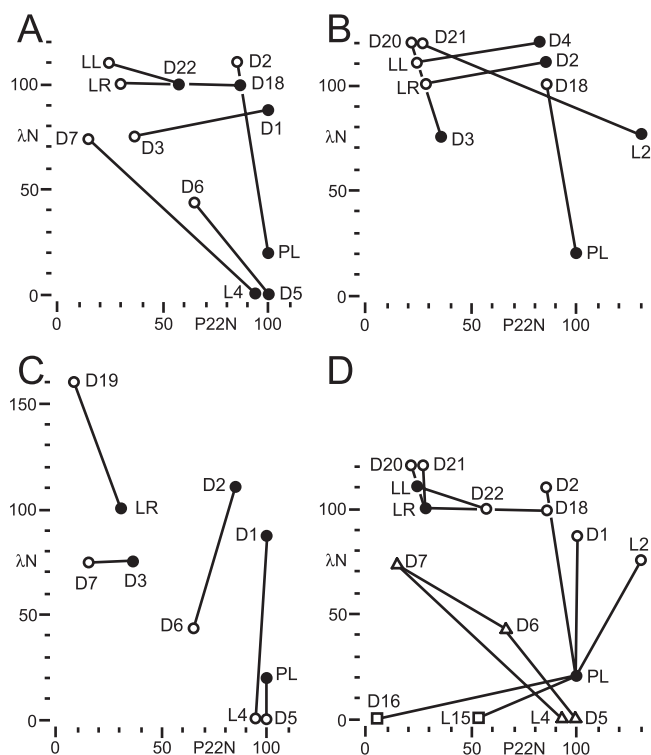 A
LL D22 D2
LR D18
100
D1
λN D7 D3
D6
50
PL
0 L4 D5
0 50 P22N 100
B
D20 D21
LL D4
D2
100 LR D18
λN D3
L2
50
PL
0
0 50 P22N 100
C
D19
150
LR D2
100
D1
λN
D7 D3
50
D6
PL
0 L4 D5
0 50 P22N 100
D
D20 D21
LL D22 D2
100 LR D18
D1
L2
λN D7
50 D6
PL
D16
0 L15 L4 D5
0 50 P22N 100